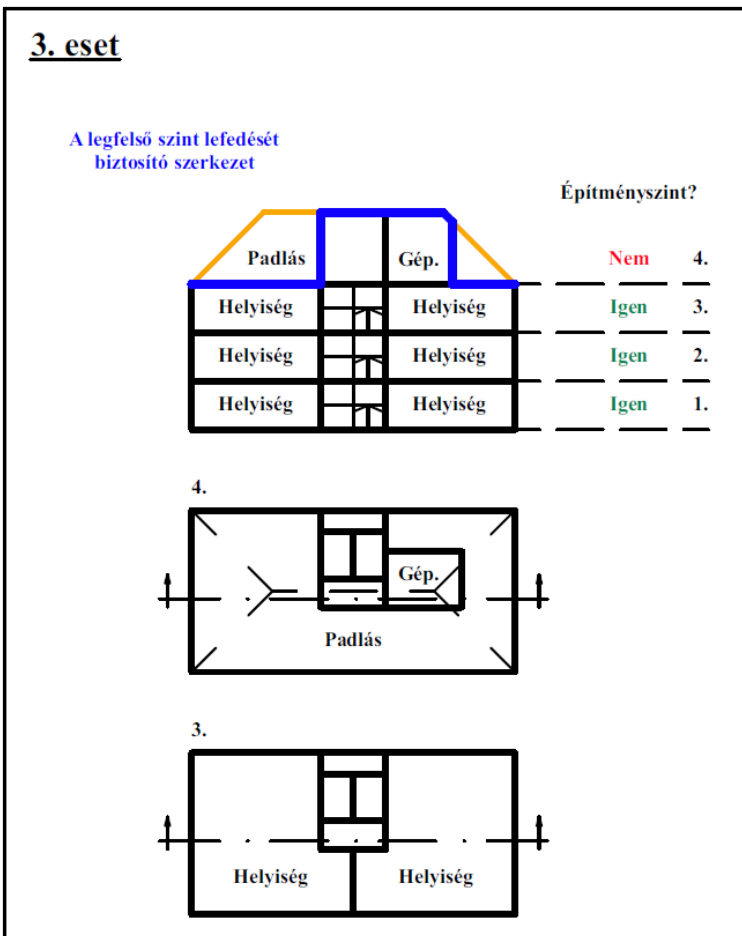 3. eset
A legfelső szint lefedését
biztosító szerkezet
Építményszint?
Padlás Gép. Nem 4.
Helyiség Helyiség Igen 3.
Helyiség Helyiség Igen 2.
Helyiség Helyiség Igen 1.
4.
Gép.
Padlás
3.
Helyiség Helyiség